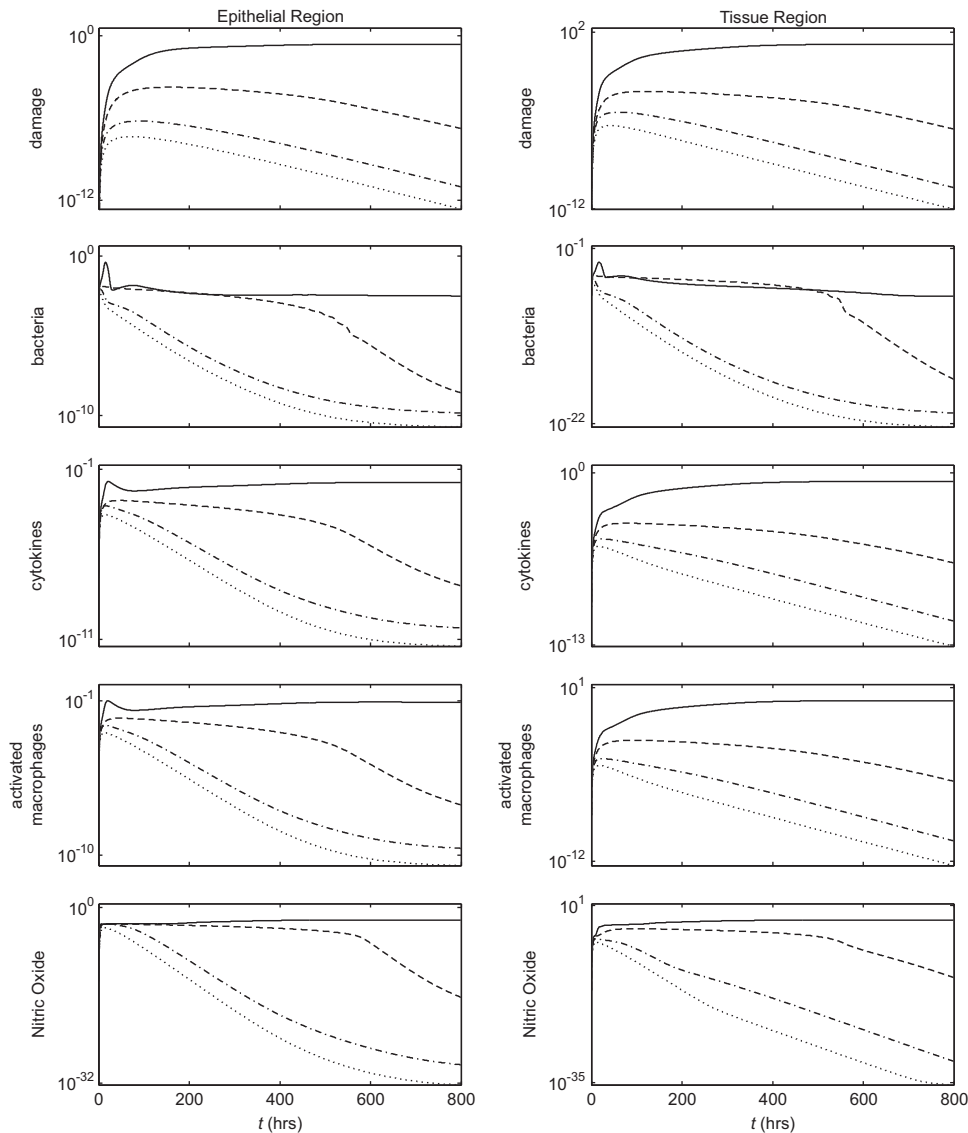 Epithelial Region
Tissue Region
10^0
10^-12
damage
10^2
10^-12
damage
10^0
10^-10
bacteria
10^-1
10^-22
bacteria
10^-1
10^-11
cytokines
10^0
10^-13
cytokines
10^-1
10^-10
activated
macrophages
10^1
10^-12
activated
macrophages
10^0
10^-32
Nitric Oxide
0 200 400 600 800
t (hrs)
10^1
10^-35
Nitric Oxide
0 200 400 600 800
t (hrs)